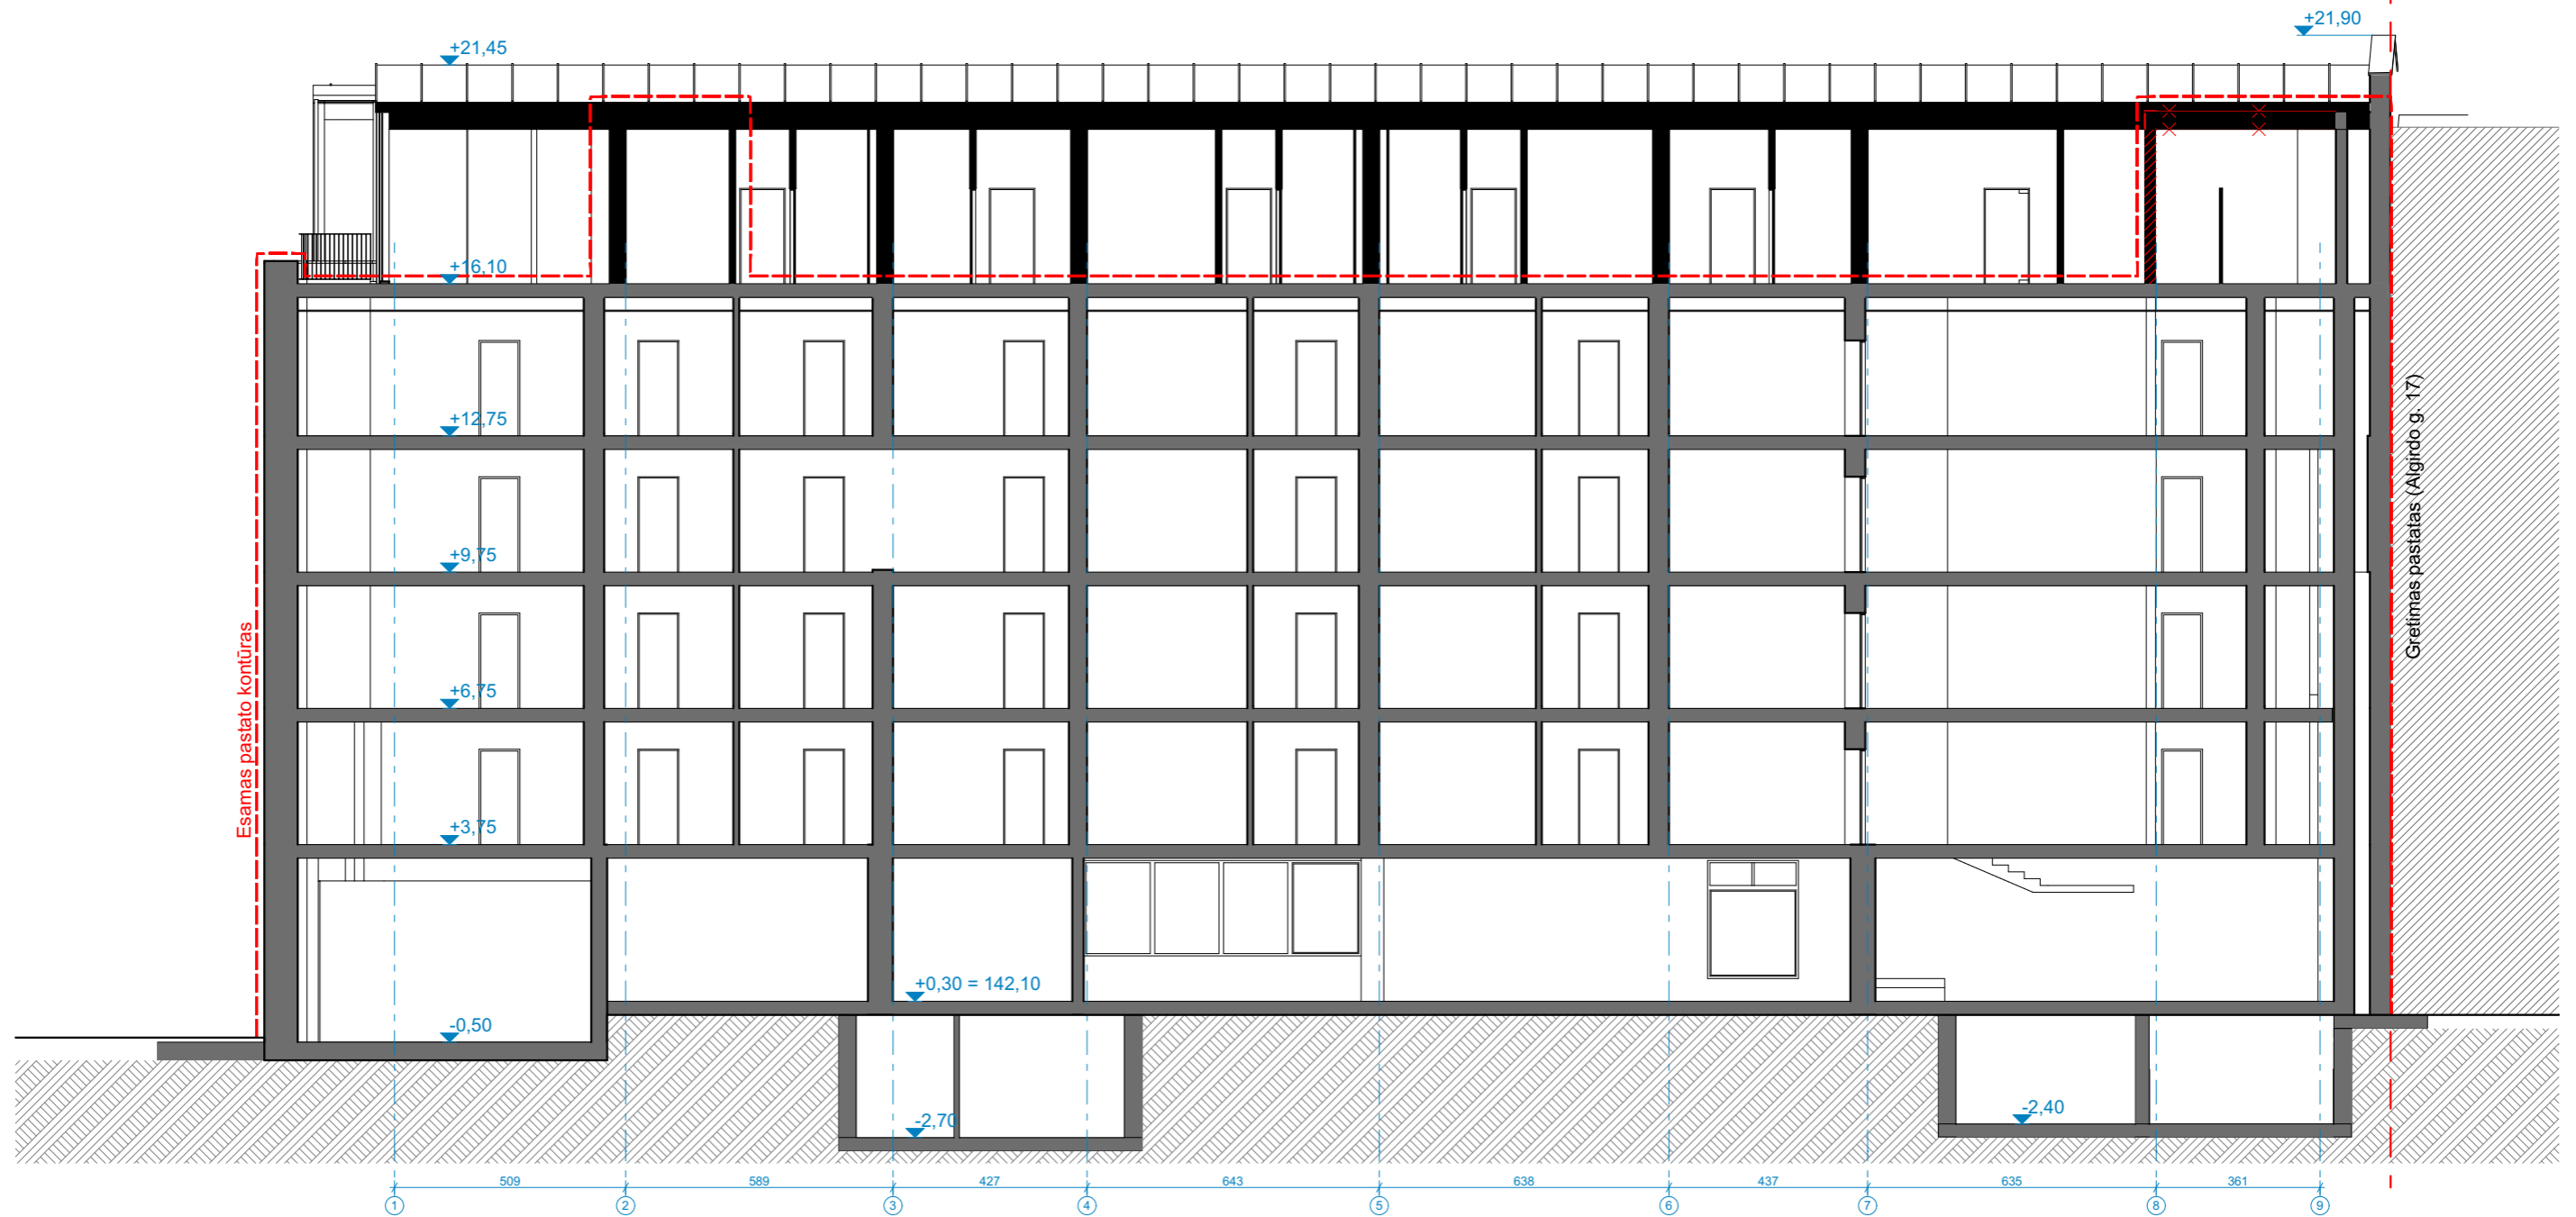 +21,90
+21,45
+16,10
+12,75
+9,75
+6,75
+3,75
+0,30 = 142,10
-0,50
-2,70
-2,40
Esamas pastato kontūras
Gretimas pastatas (Algirdo g. 17)
509 589 427 643 638 437 635 361
1 2 3 4 5 6 7 8 9